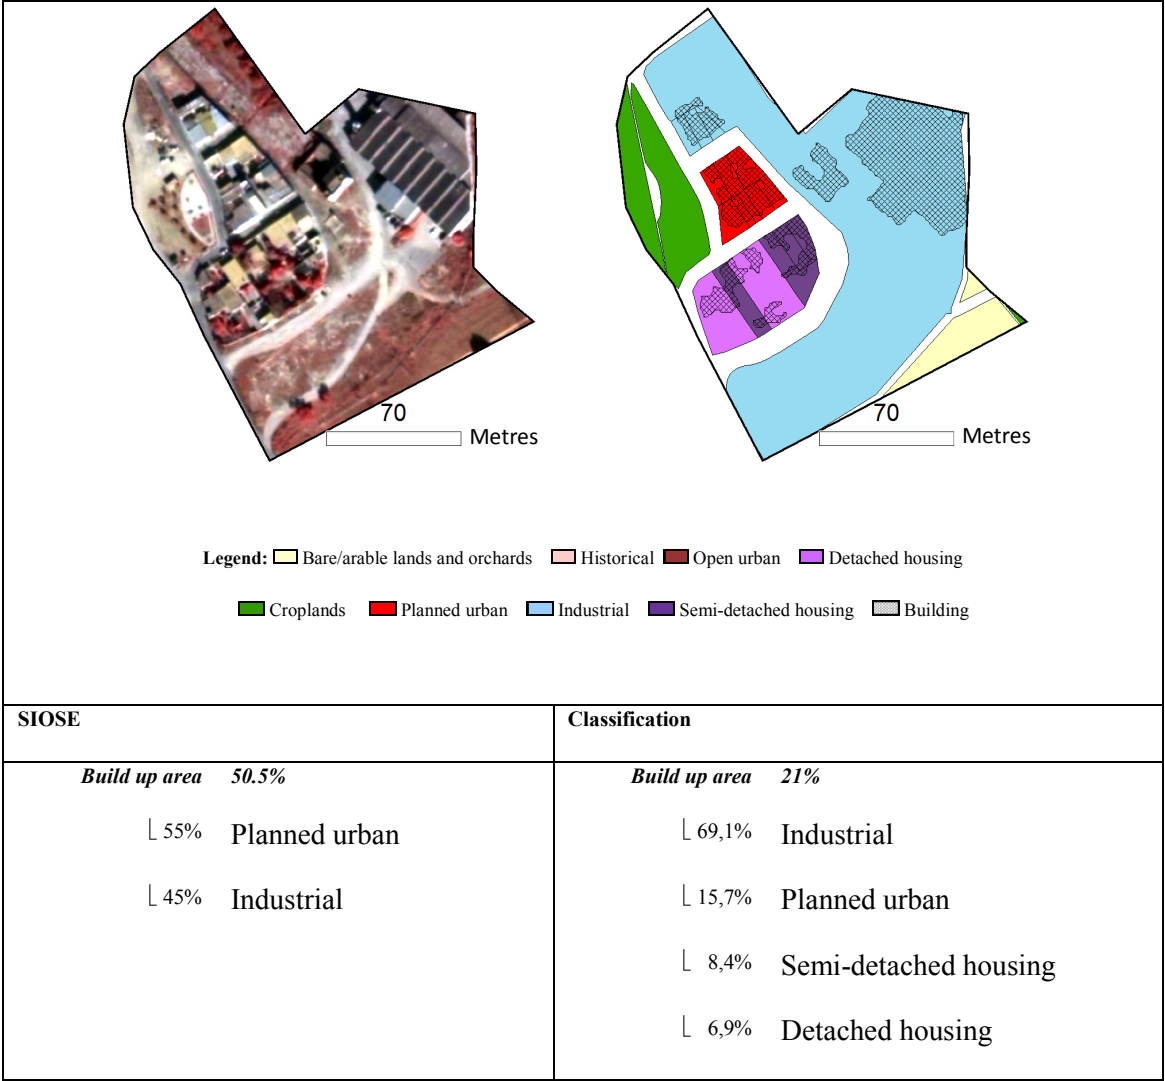 70
Metres
70
Metres
Legend: Bare/arable lands and orchards Historical Open urban Detached housing
Croplands Planned urban Industrial Semi-detached housing Building
SIOSE
Classification
Build up area 50.5%
55% Planned urban
45% Industrial
Build up area 21%
69,1% Industrial
15,7% Planned urban
8,4% Semi-detached housing
6,9% Detached housing